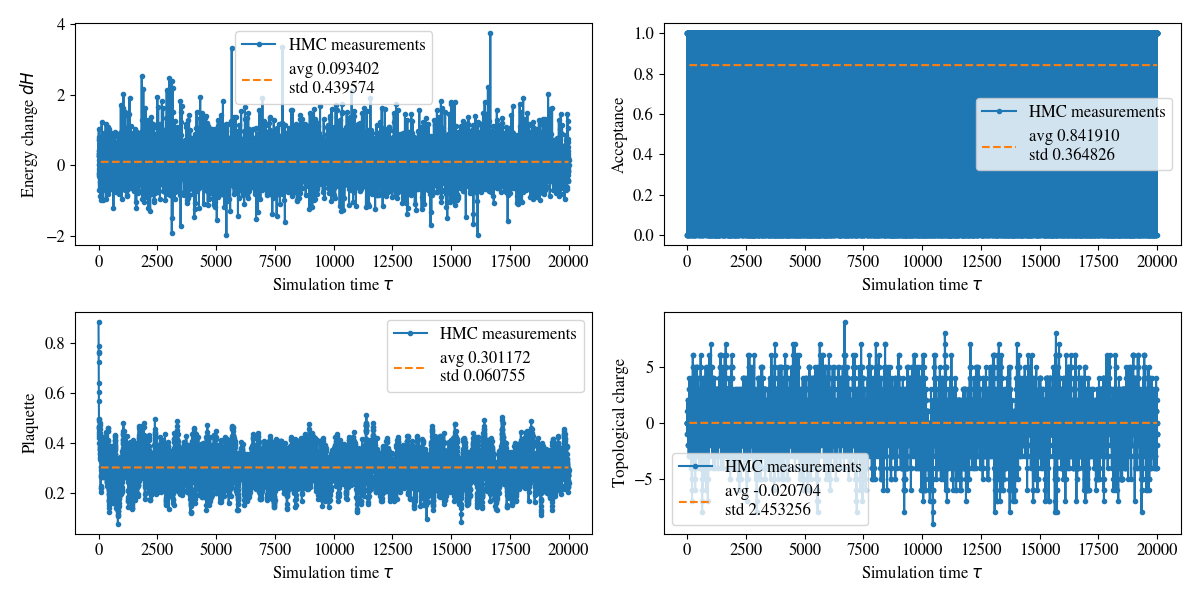 4
2
0
−2
Energy change dH
HMC measurements
avg 0.093402
std 0.439574
0 2500 5000 7500 10000 12500 15000 17500 20000
Simulation time τ
1.0
0.8
0.6
0.4
0.2
0.0
Acceptance
HMC measurements
avg 0.841910
std 0.364826
0 2500 5000 7500 10000 12500 15000 17500 20000
Simulation time τ
0.8
0.6
0.4
0.2
Plaquette
HMC measurements
avg 0.301172
std 0.060755
0 2500 5000 7500 10000 12500 15000 17500 20000
Simulation time τ
5
0
−5
Topological charge
HMC measurements
avg -0.020704
std 2.453256
0 2500 5000 7500 10000 12500 15000 17500 20000
Simulation time τ